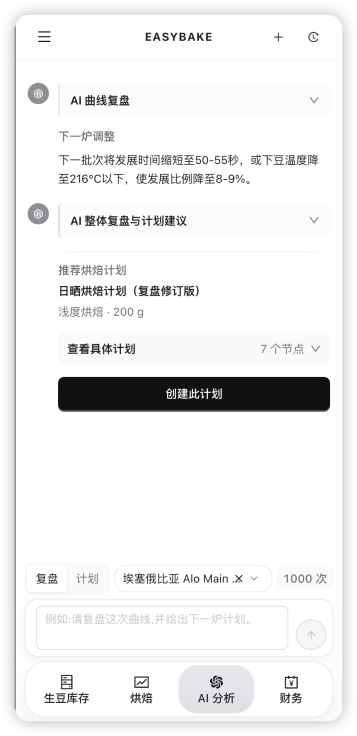 EASYBAKE
AI 曲线复盘
下一炉调整
下一批次将发展时间缩短至50-55秒，或下豆温度降
至216°C以下，使发展比例降至8-9%。
AI 整体复盘与计划建议
推荐烘焙计划
日晒烘焙计划（复盘修订版）
浅度烘焙 · 200 g
查看具体计划 7 个节点
创建此计划
复盘 计划 埃塞俄比亚 Alo Main .. 1000 次
例如:请复盘这次曲线,并给出下一炉计划。
生豆库存 烘焙 AI 分析 财务